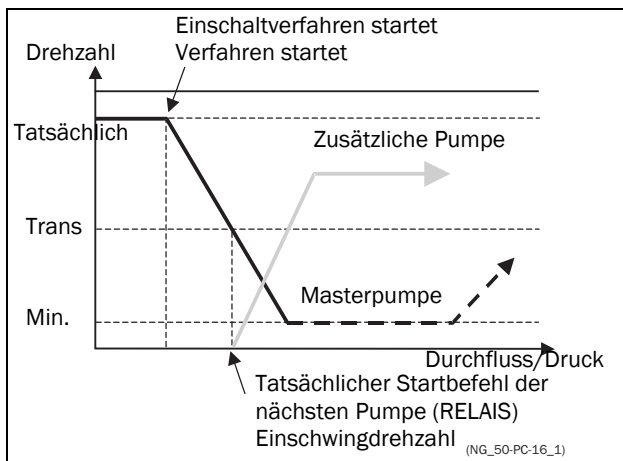 Einschaltverfahren startet
Verfahren startet
Drehzahl
Tatsächlich
Zusätzliche Pumpe
Trans
Masterpumpe
Min.
Durchfluss/Druck
Tatsächlicher Startbefehl der
nächsten Pumpe (RELAIS)
Einschwingdrehzahl
(NG_50-PC-16_1)